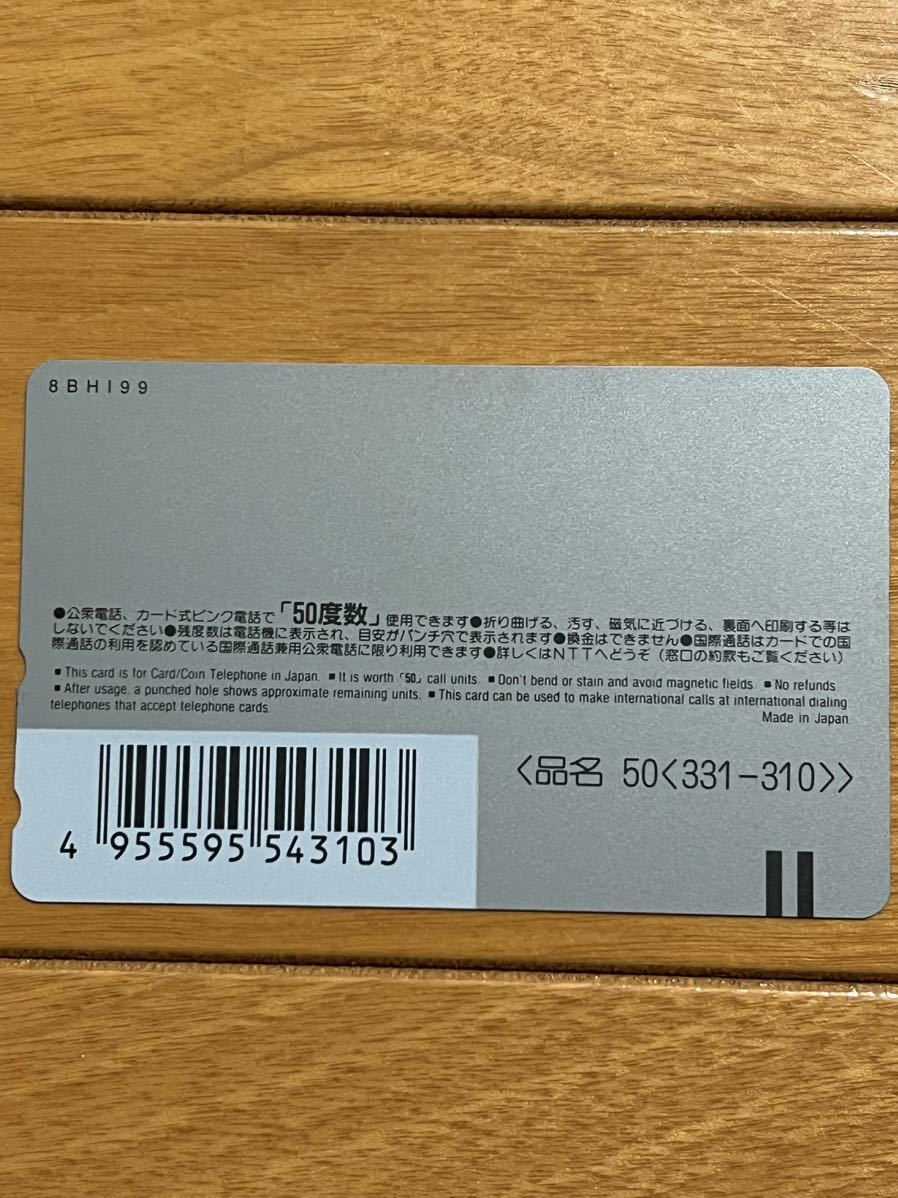 8BHI99
●公衆電話、カード式ピンク電話で「50度数」使用できます●折り曲げる、汚す、磁気に近づける、裏面へ印刷する等は
しないでください●残度数は電話機に表示され、目安がパンチ穴で表示されます●換金はできません●国際通話はカードでの国
際通話の利用を認めている国際通話兼用公衆電話に限り利用できます●詳しくはNTTへどうぞ（窓口の約款もご覧ください）
■This card is for Card/Coin Telephone in Japan. ■It is worth「50」call units. ■Don't bend or stain and avoid magnetic fields. ■No refunds
■After usage, a punched hole shows approximate remaining units. ■This card can be used to make international calls at international dialing
telephones that accept telephone cards.
Made in Japan
〈品名 50〈331-310〉〉
4 955595 543103